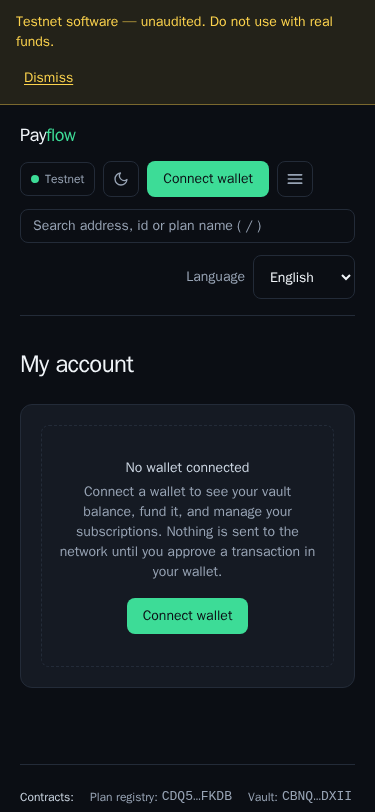 Testnet software — unaudited. Do not use with real
funds.
Dismiss
Payflow
Testnet
Connect wallet
Search address, id or plan name ( / )
Language
English
My account
No wallet connected
Connect a wallet to see your vault
balance, fund it, and manage your
subscriptions. Nothing is sent to the
network until you approve a transaction in
your wallet.
Connect wallet
Contracts: Plan registry: CDQ5…FKDB Vault: CBNQ…DXII